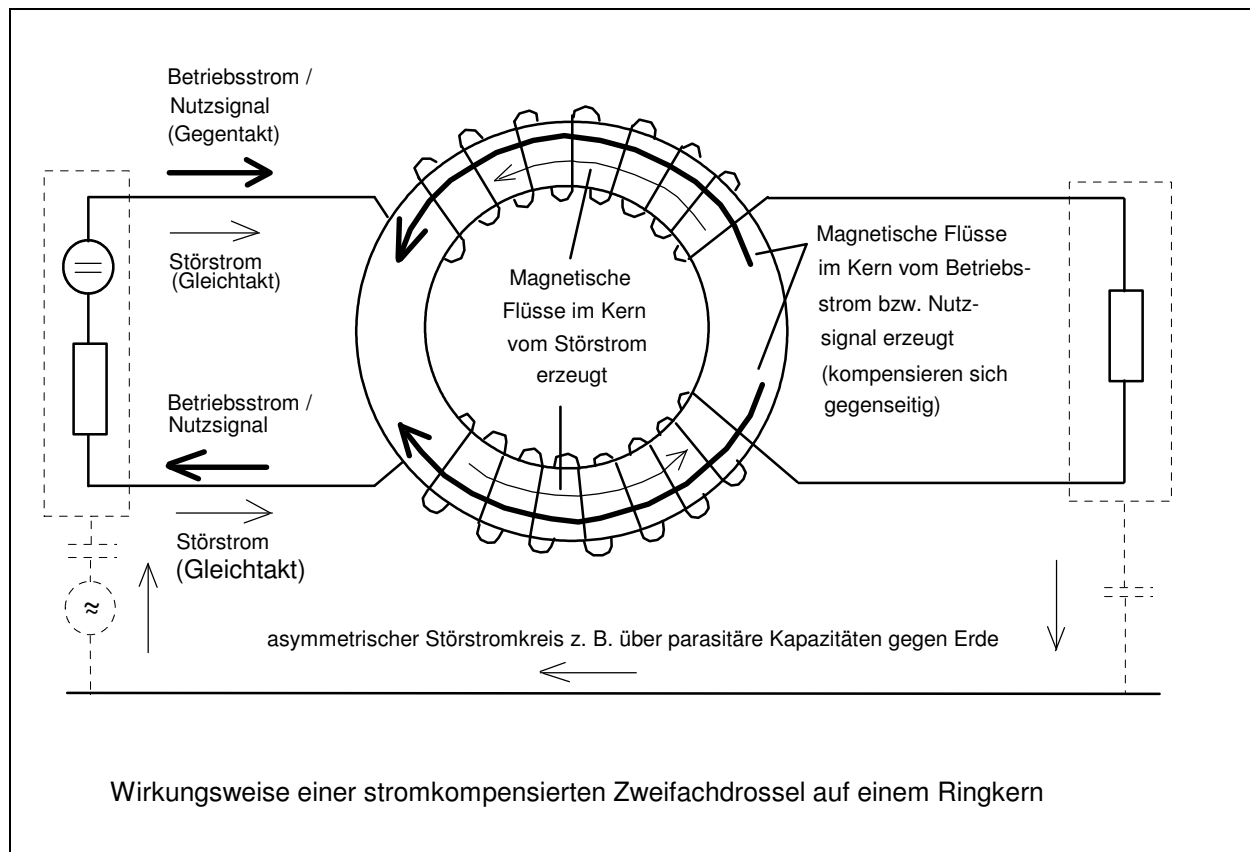 Betriebsstrom /
Nutzsignal
(Gegentakt)
Störstrom
(Gleichtakt)
Betriebsstrom /
Nutzsignal
Störstrom
(Gleichtakt)
Magnetische
Flüsse im Kern
vom Störstrom
erzeugt
Magnetische Flüsse
im Kern vom Betriebs-
strom bzw. Nutz-
signal erzeugt
(kompensieren sich
gegenseitig)
≈
asymmetrischer Störstromkreis z. B. über parasitäre Kapazitäten gegen Erde
Wirkungsweise einer stromkompensierten Zweifachdrossel auf einem Ringkern